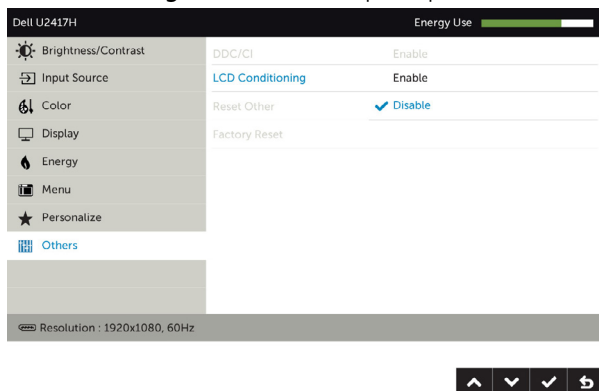 Dell U2417H Energy Use
Brightness/Contrast
Input Source
Color
Display
Energy
Menu
Personalize
Others
DDC/CI Enable
LCD Conditioning Enable
Reset Other Disable
Factory Reset
Resolution : 1920x1080, 60Hz